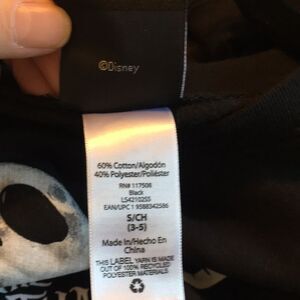 ©Disney
60% Cotton/Algodón
40% Polyester/Poliéster
RN# 117508
Black
LS4210255
EAN/UPC 1 9588342586
S/CH
(3-5)
Made In/Hecho En
China
THIS LABEL YARN IS MADE
OUT OF 100% RECYCLED
POLYESTER MATERIALS